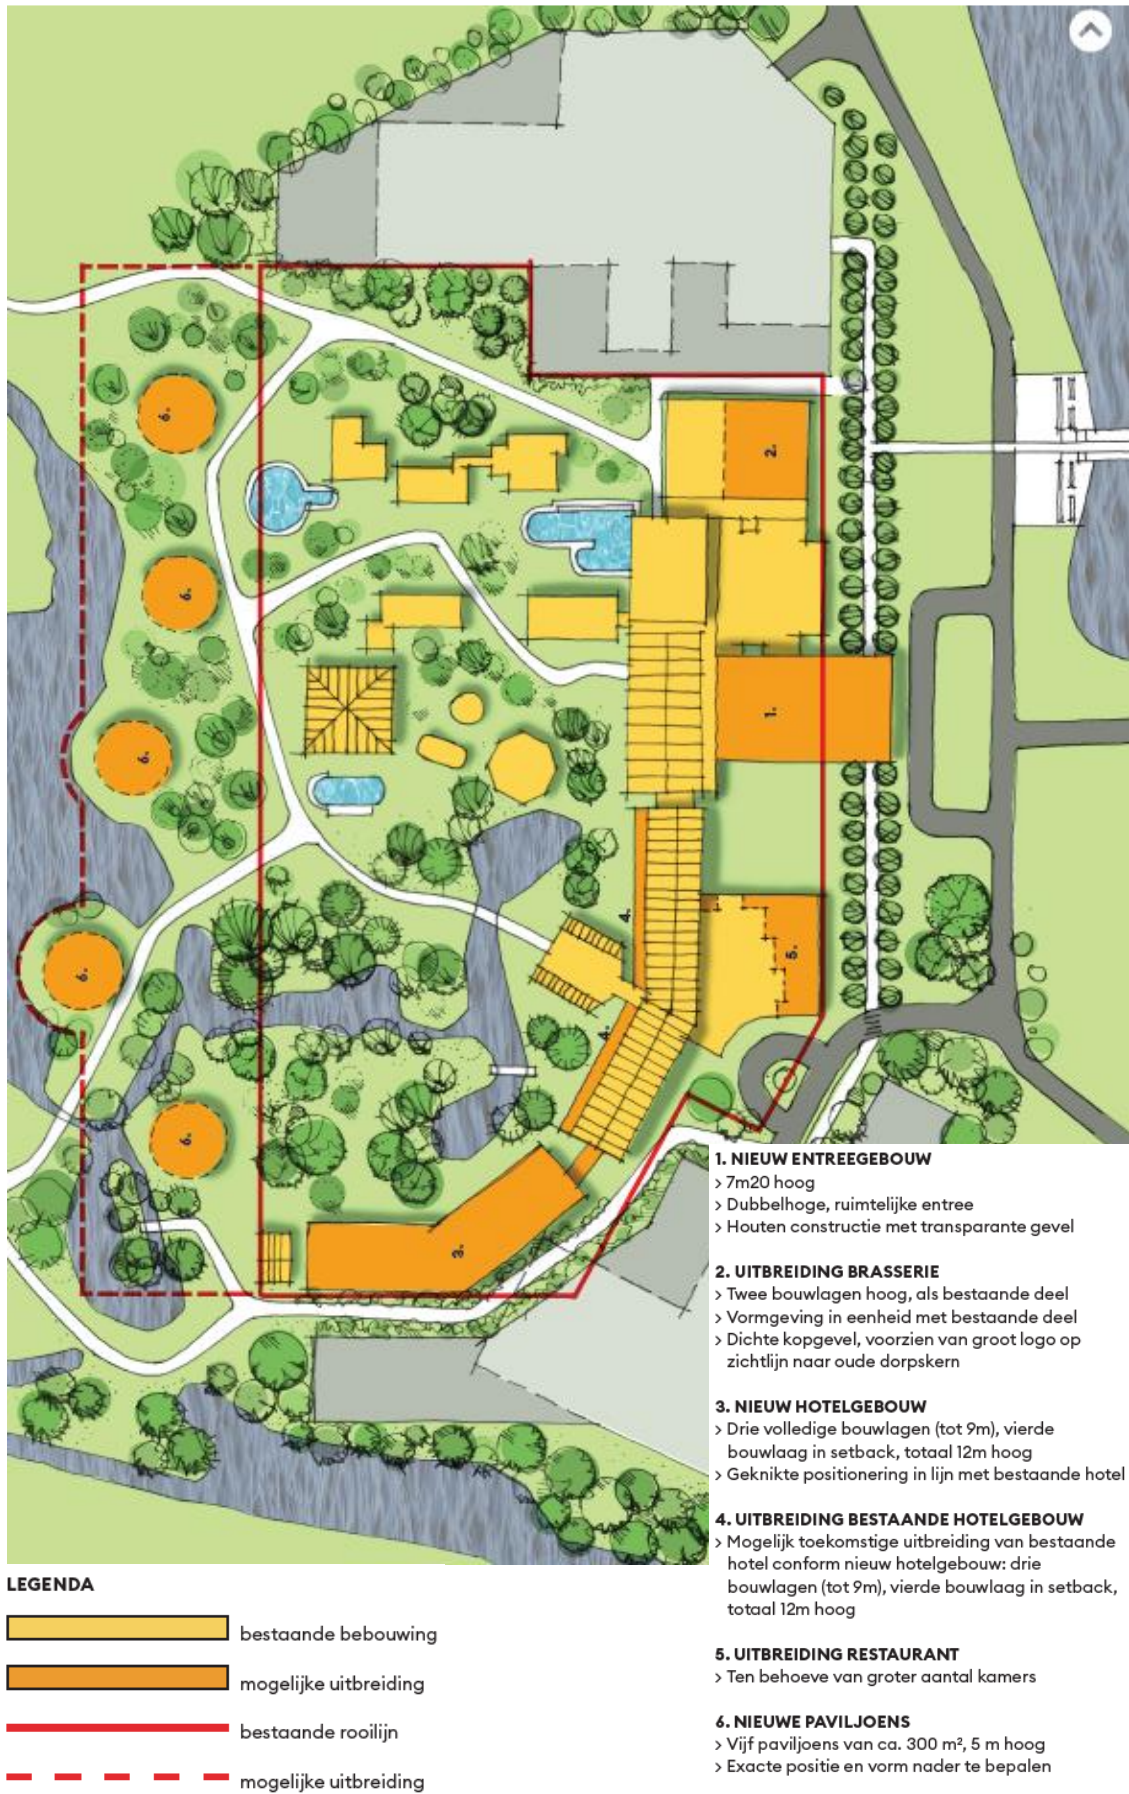 6.
2.
6.
1.
6.
4.
5.
6.
4.
6.
3.
1. NIEUW ENTREEGEBOUW
> 7m20 hoog
> Dubbelhoge, ruimtelijke entree
> Houten constructie met transparante gevel
2. UITBREIDING BRASSERIE
> Twee bouwlagen hoog, als bestaande deel
> Vormgeving in eenheid met bestaande deel
> Dichte kopgevel, voorzien van groot logo op
zichtlijn naar oude dorpskern
3. NIEUW HOTELGEBOUW
> Drie volledige bouwlagen (tot 9m), vierde
bouwlaag in setback, totaal 12m hoog
> Geknikte positionering in lijn met bestaande hotel
4. UITBREIDING BESTAANDE HOTELGEBOUW
> Mogelijk toekomstige uitbreiding van bestaande
hotel conform nieuw hotelgebouw: drie
bouwlagen (tot 9m), vierde bouwlaag in setback,
totaal 12m hoog
5. UITBREIDING RESTAURANT
> Ten behoeve van groter aantal kamers
6. NIEUWE PAVILJOENS
> Vijf paviljoens van ca. 300 m², 5 m hoog
> Exacte positie en vorm nader te bepalen
LEGENDA
bestaande bebouwing
mogelijke uitbreiding
bestaande rooilijn
mogelijke uitbreiding